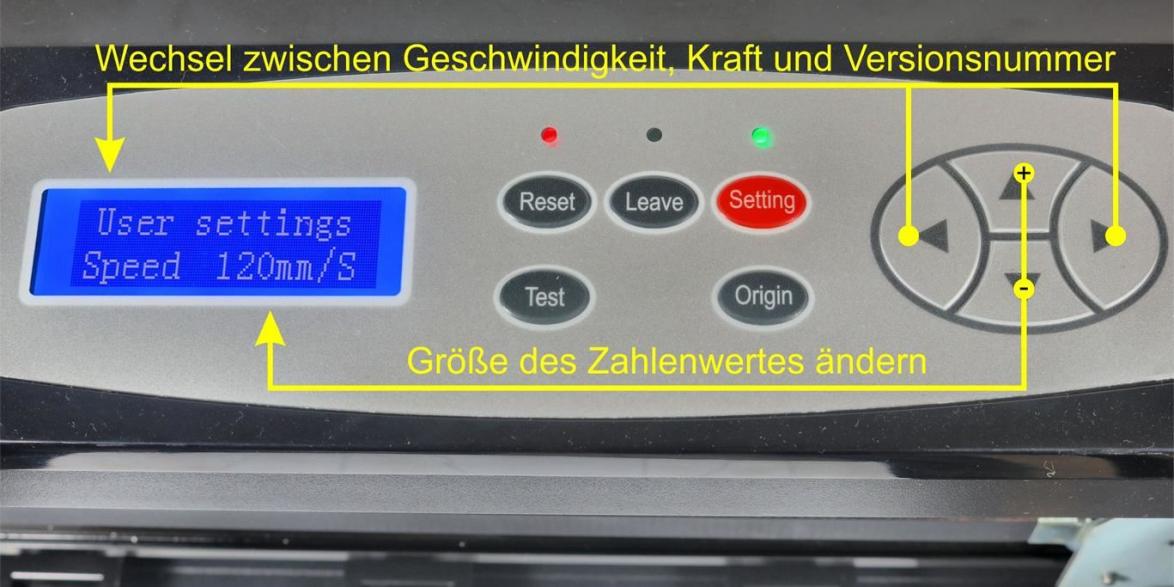 Wechsel zwischen Geschwindigkeit, Kraft und Versionsnummer
User settings
Speed 120mm/S
Reset
Leave
Setting
+
-
Test
Origin
Größe des Zahlenwertes ändern